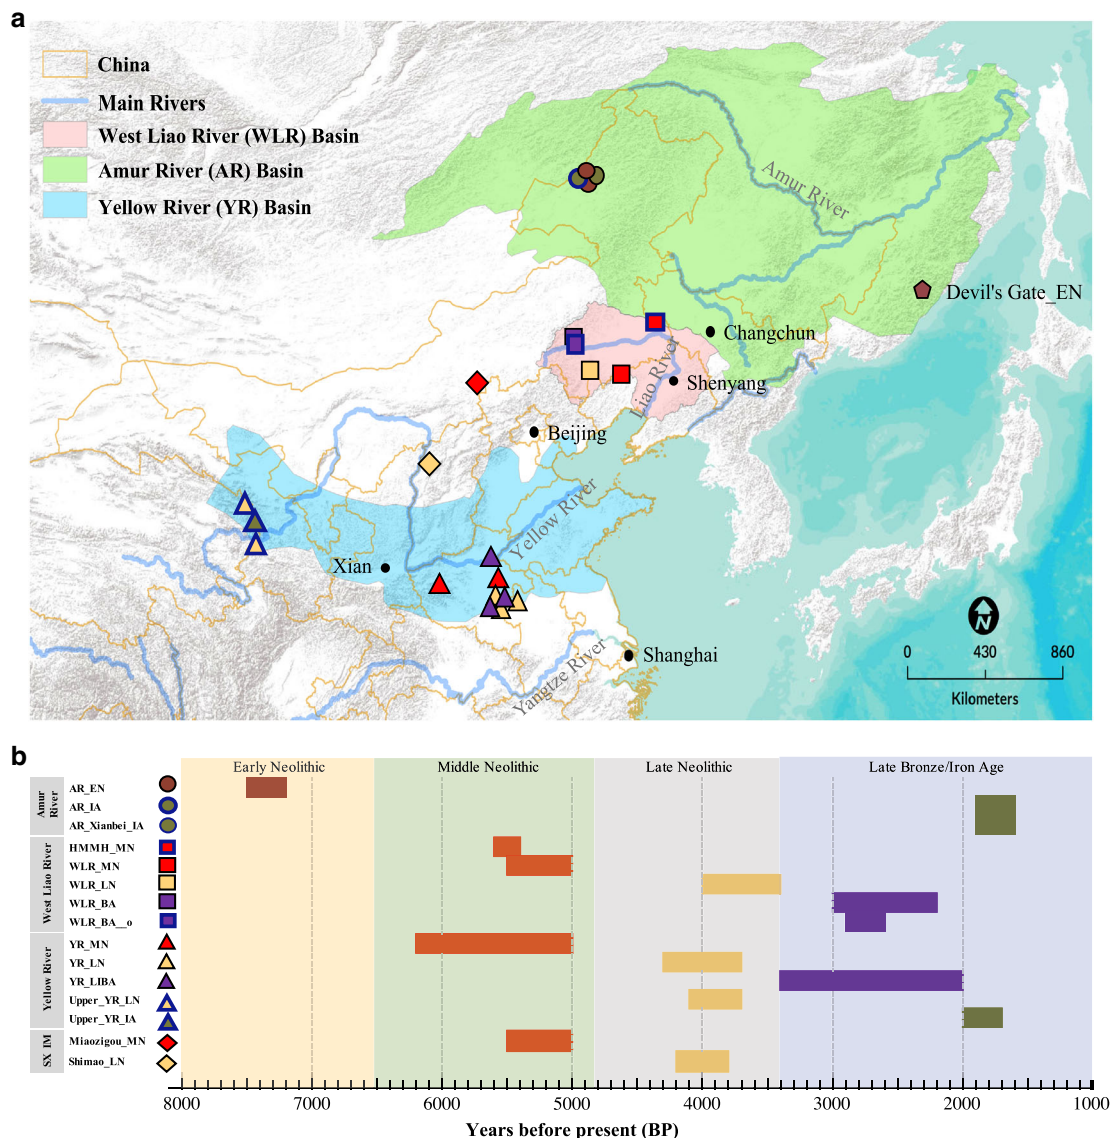 a
China
Main Rivers
West Liao River (WLR) Basin
Amur River (AR) Basin
Yellow River (YR) Basin
Amur River
Devil's Gate_EN
Changchun
Liao River
Shenyang
Beijing
Yellow River
Xian
Yangtze River
Shanghai
N
0 430 860
Kilometers
b
Early Neolithic Middle Neolithic Late Neolithic Late Bronze/Iron Age
Amur River
AR_EN
AR_IA
AR_Xianbei_IA
West Liao River
HMMH_MN
WLR_MN
WLR_LN
WLR_BA
WLR_BA__o
Yellow River
YR_MN
YR_LN
YR_LIBA
Upper_YR_LN
Upper_YR_IA
SX IM
Miaozigou_MN
Shimao_LN
8000 7000 6000 5000 4000 3000 2000 1000
Years before present (BP)